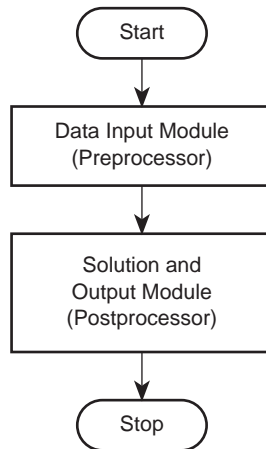 Start
Data Input Module
(Preprocessor)
Solution and
Output Module
(Postprocessor)
Stop